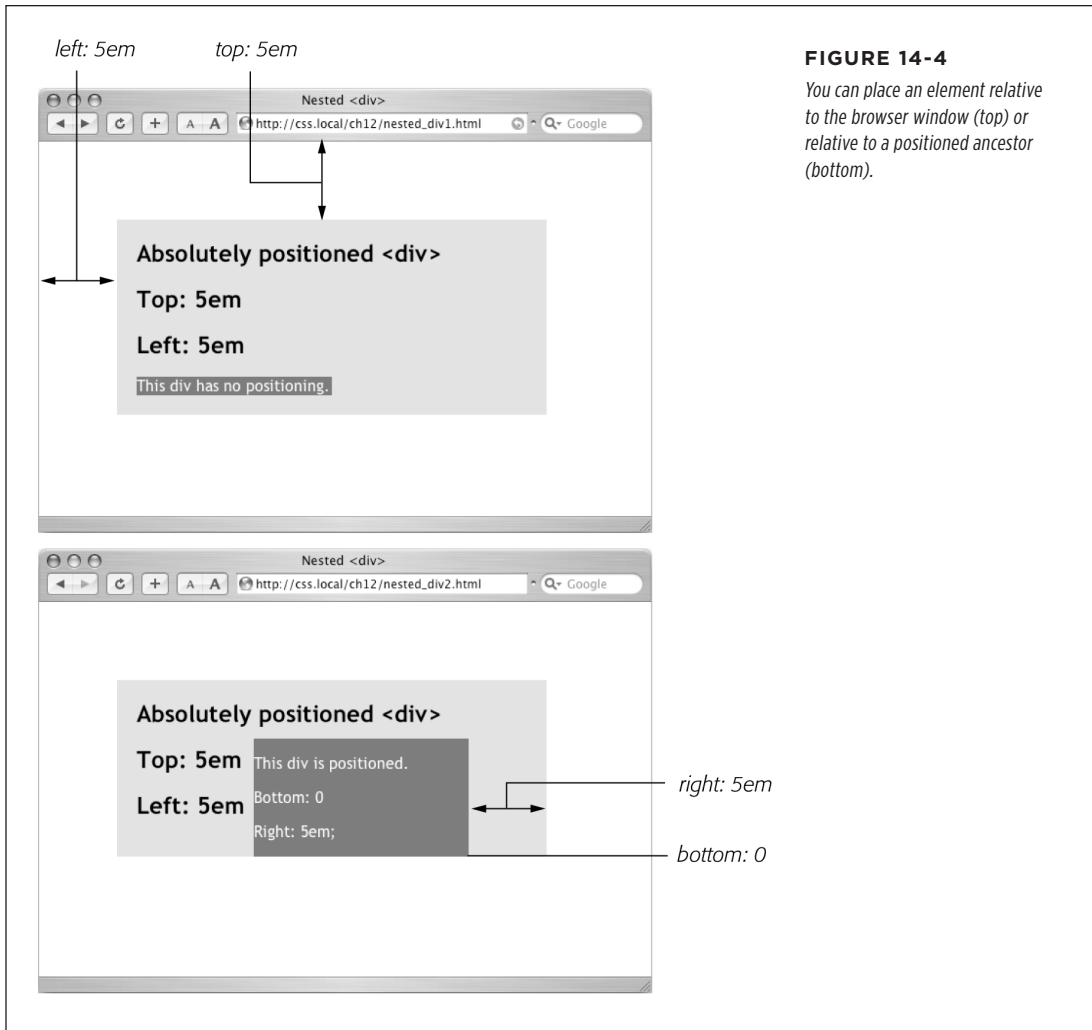 left: 5em
top: 5em
FIGURE 14-4
You can place an element relative
to the browser window (top) or
relative to a positioned ancestor
(bottom).
Nested <div>
A A http://css.local/ch12/nested_div1.html Google
Absolutely positioned <div>
Top: 5em
Left: 5em
This div has no positioning.
Nested <div>
A A http://css.local/ch12/nested_div2.html Google
Absolutely positioned <div>
Top: 5em
Left: 5em
This div is positioned.
Bottom: 0
Right: 5em;
right: 5em
bottom: 0